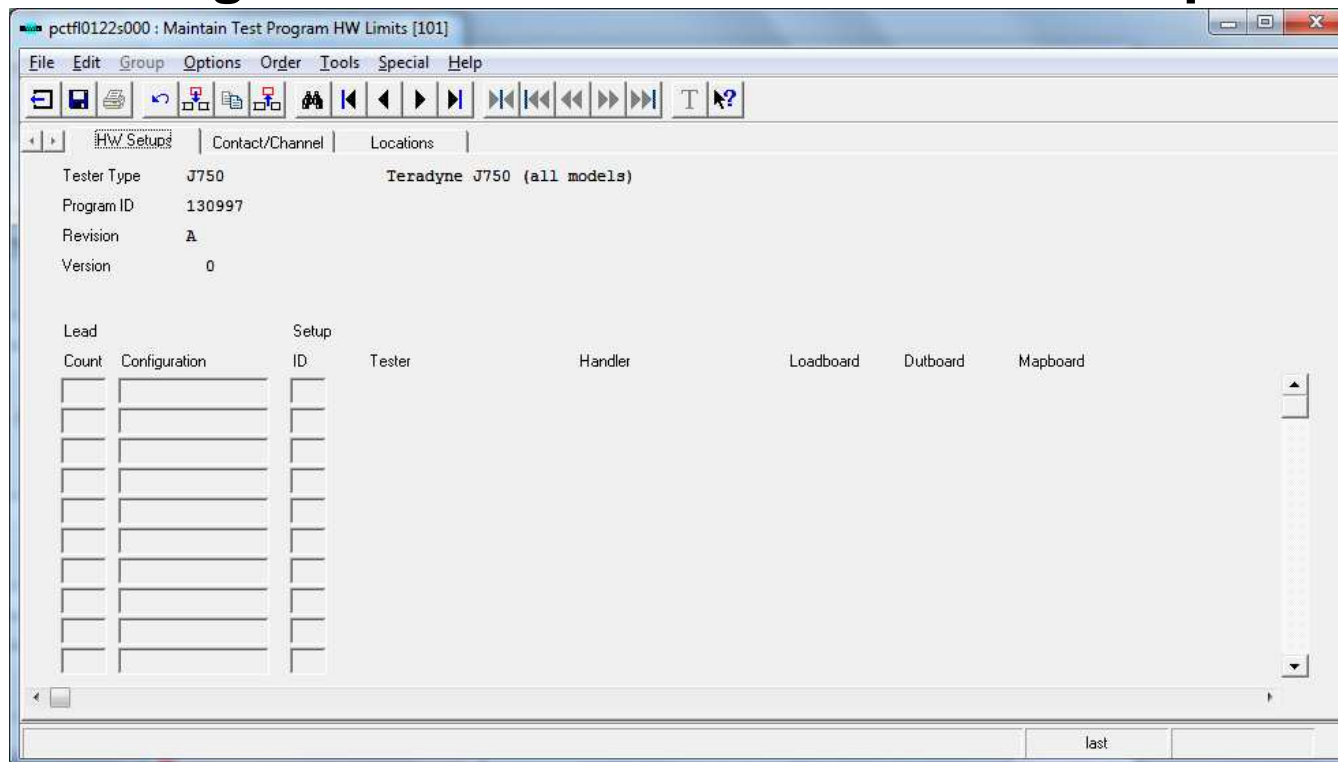 pctfl0122s000 : Maintain Test Program HW Limits [101]
File Edit Group Options Order Tools Special Help
T ?
HW Setups Contact/Channel Locations
Tester Type J750 Teradyne J750 (all models)
Program ID 130997
Revision A
Version 0
Lead Setup
Count Configuration ID Tester Handler Loadboard Dutboard Mapboard
last